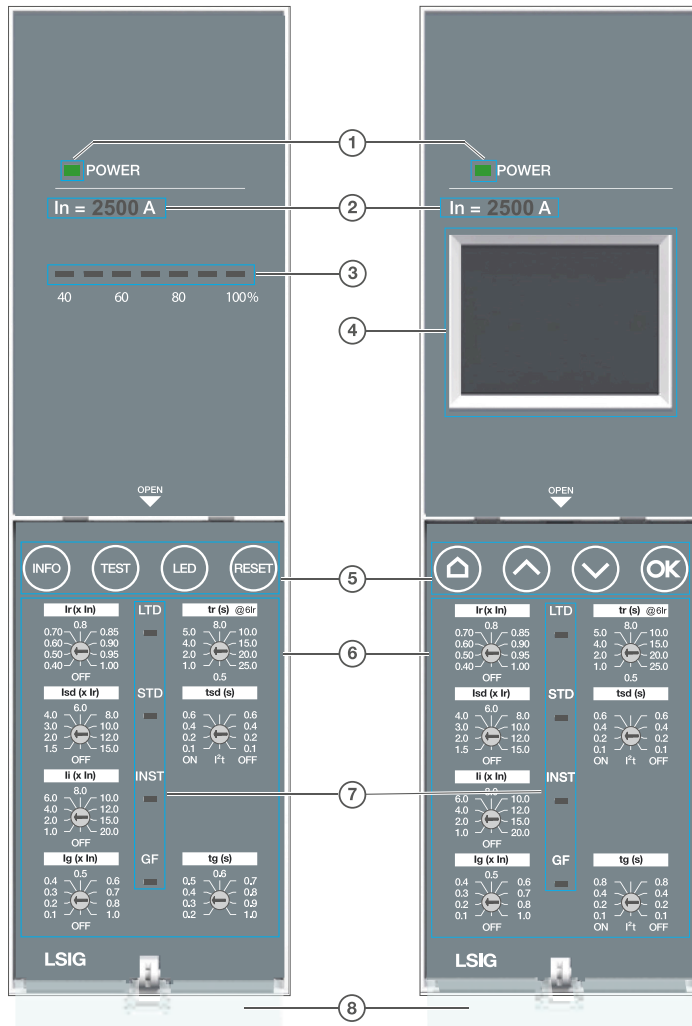 POWER
In = 2500 A
40 60 80 100%
OPEN
INFO TEST LED RESET
Ir (x In) LTD tr (s) @6Ir
0.8 8.0
0.70 0.85 5.0 10.0
0.60 0.90 4.0 15.0
0.50 0.95 2.0 20.0
0.40 1.00 1.0 25.0
OFF 0.5
Isd (x Ir) STD tsd (s)
6.0
4.0 8.0 0.6 0.6
3.0 10.0 0.4 0.4
2.0 12.0 0.2 0.2
1.5 15.0 0.1 0.1
OFF ON I²t OFF
Ii (x In) INST
8.0
6.0 10.0
4.0 12.0
2.0 15.0
1.0 20.0
OFF
Ig (x In) GF tg (s)
0.5 0.6
0.4 0.6 0.5 0.7
0.3 0.7 0.4 0.8
0.2 0.8 0.3 0.9
0.1 1.0 0.2 1.0
OFF
LSIG
1
2
3
4
5
6
7
8
POWER
In = 2500 A
OPEN
OK
Ir (x In) LTD tr (s) @6Ir
0.8 8.0
0.70 0.85 5.0 10.0
0.60 0.90 4.0 15.0
0.50 0.95 2.0 20.0
0.40 1.00 1.0 25.0
OFF 0.5
Isd (x Ir) STD tsd (s)
6.0
4.0 8.0 0.6 0.6
3.0 10.0 0.4 0.4
2.0 12.0 0.2 0.2
1.5 15.0 0.1 0.1
OFF ON I²t OFF
Ii (x In) INST
8.0
6.0 10.0
4.0 12.0
2.0 15.0
1.0 20.0
OFF
Ig (x In) GF tg (s)
0.5
0.4 0.6 0.8 0.8
0.3 0.7 0.4 0.4
0.2 0.8 0.2 0.2
0.1 1.0 0.1 0.1
OFF ON I²t OFF
LSIG